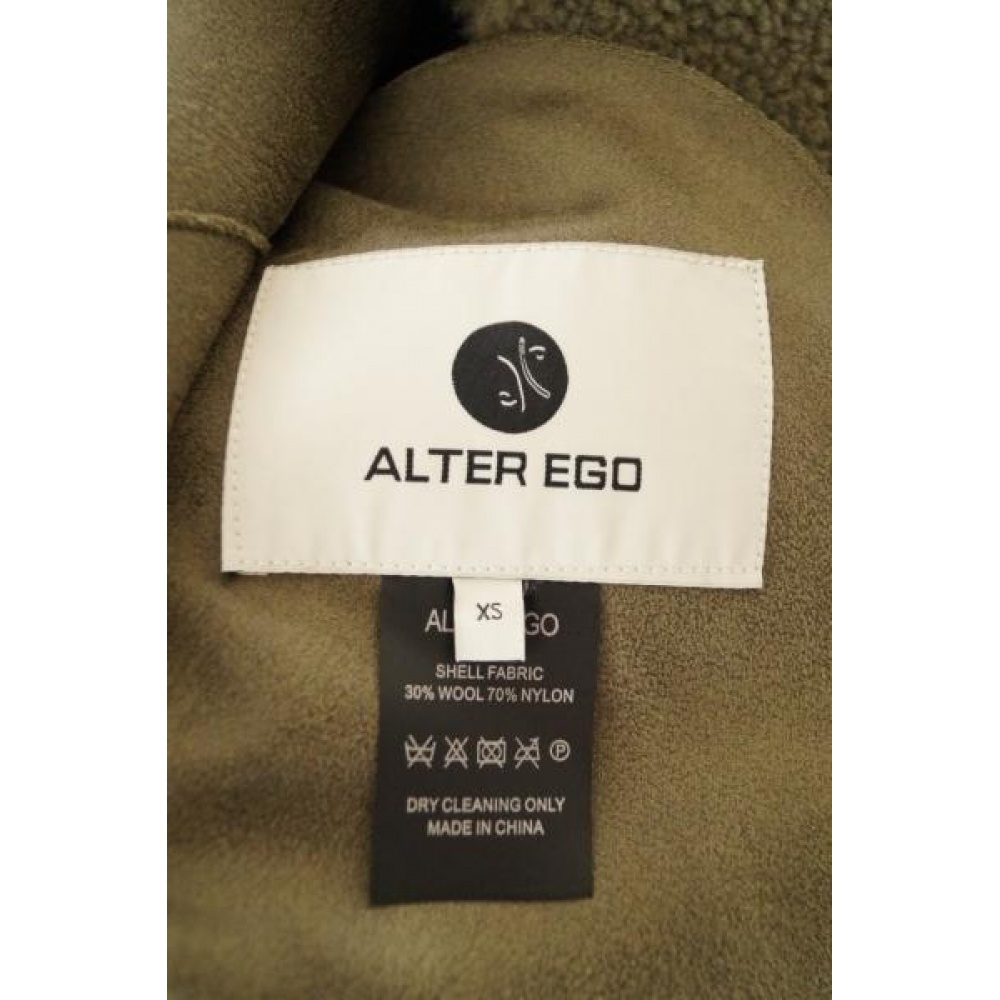 ALTER EGO
XS
AL GO
SHELL FABRIC
30% WOOL 70% NYLON
P
DRY CLEANING ONLY
MADE IN CHINA